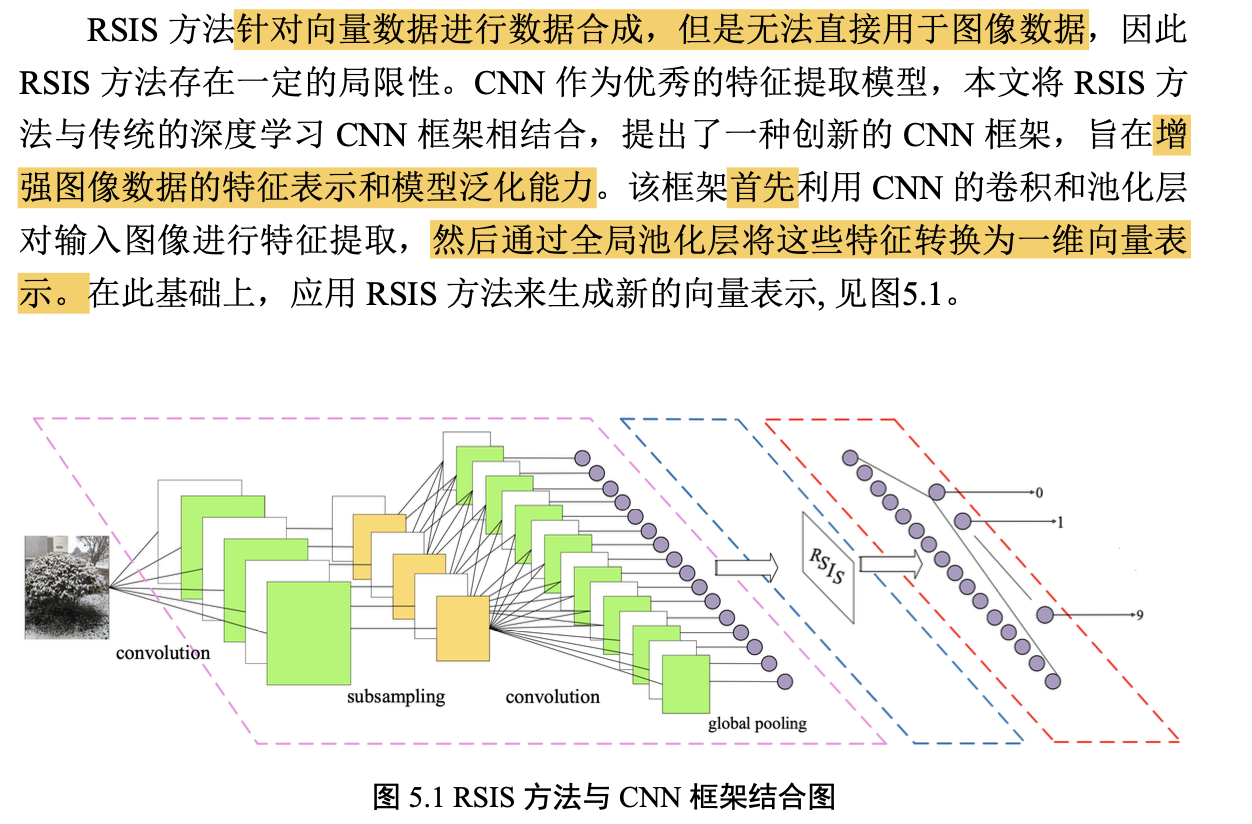 RSIS 方法针对向量数据进行数据合成，但是无法直接用于图像数据，因此
RSIS 方法存在一定的局限性。CNN 作为优秀的特征提取模型，本文将 RSIS 方
法与传统的深度学习 CNN 框架相结合，提出了一种创新的 CNN 框架，旨在增
强图像数据的特征表示和模型泛化能力。该框架首先利用 CNN 的卷积和池化层
对输入图像进行特征提取，然后通过全局池化层将这些特征转换为一维向量表
示。在此基础上，应用 RSIS 方法来生成新的向量表示, 见图5.1。
0
1
RSIS
9
convolution
subsampling
convolution
global pooling
图 5.1 RSIS 方法与 CNN 框架结合图